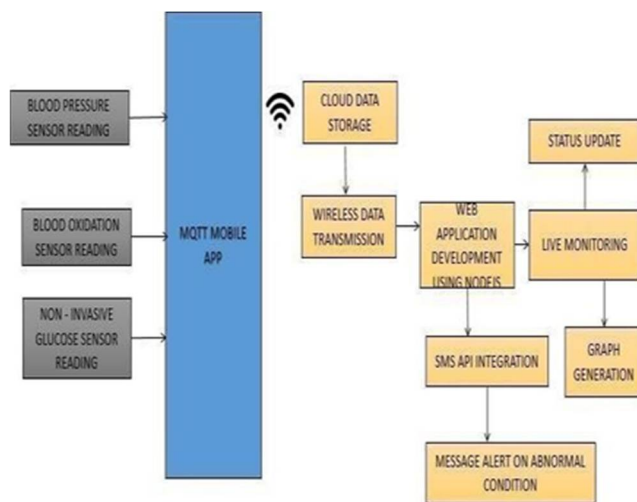 BLOOD PRESSURE
SENSOR READING
BLOOD OXIDATION
SENSOR READING
NON - INVASIVE
GLUCOSE SENSOR
READING
MQTT MOBILE
APP
CLOUD DATA
STORAGE
WIRELESS DATA
TRANSMISSION
WEB
APPLICATION
DEVELOPMENT
USING NODEJS
STATUS UPDATE
LIVE MONITORING
GRAPH
GENERATION
SMS API INTEGRATION
MESSAGE ALERT ON ABNORMAL
CONDITION